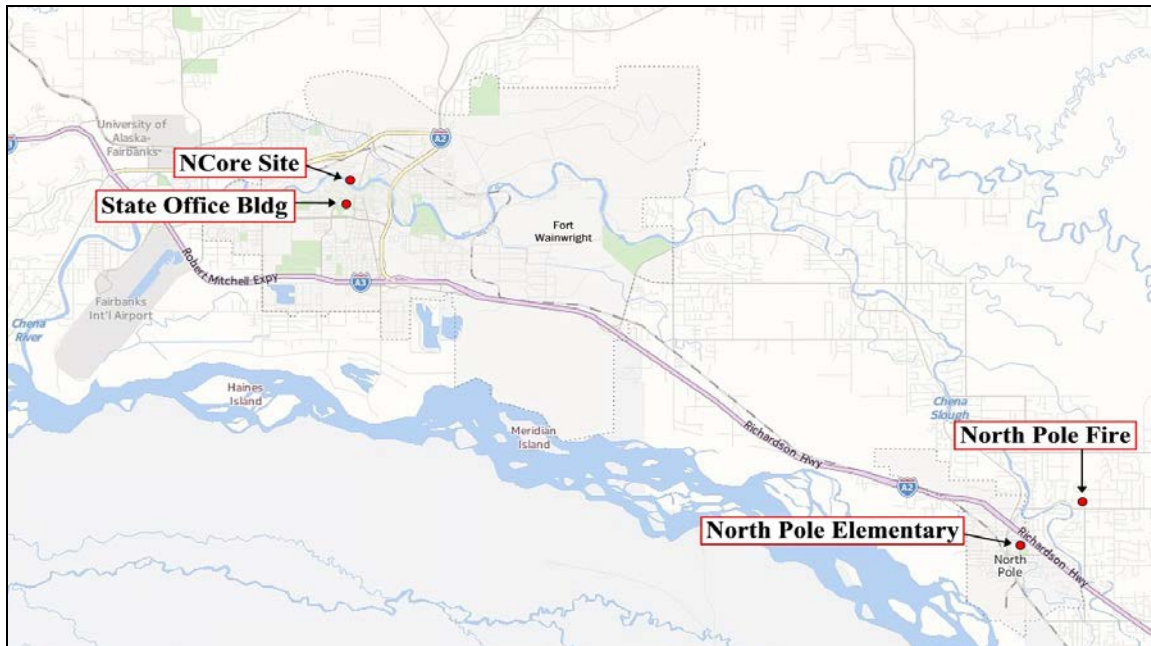 University of
Alaska-
Fairbanks
A2
NCore Site
State Office Bldg
Fort
Wainwright
Robert Mitchell Expy
A3
Fairbanks
Int'l Airport
Chena
River
Haines
Island
Meridian
Island
Chena
Slough
Richardson Hwy
North Pole Fire
A2
North Pole Elementary
Richardson Hwy
North
Pole